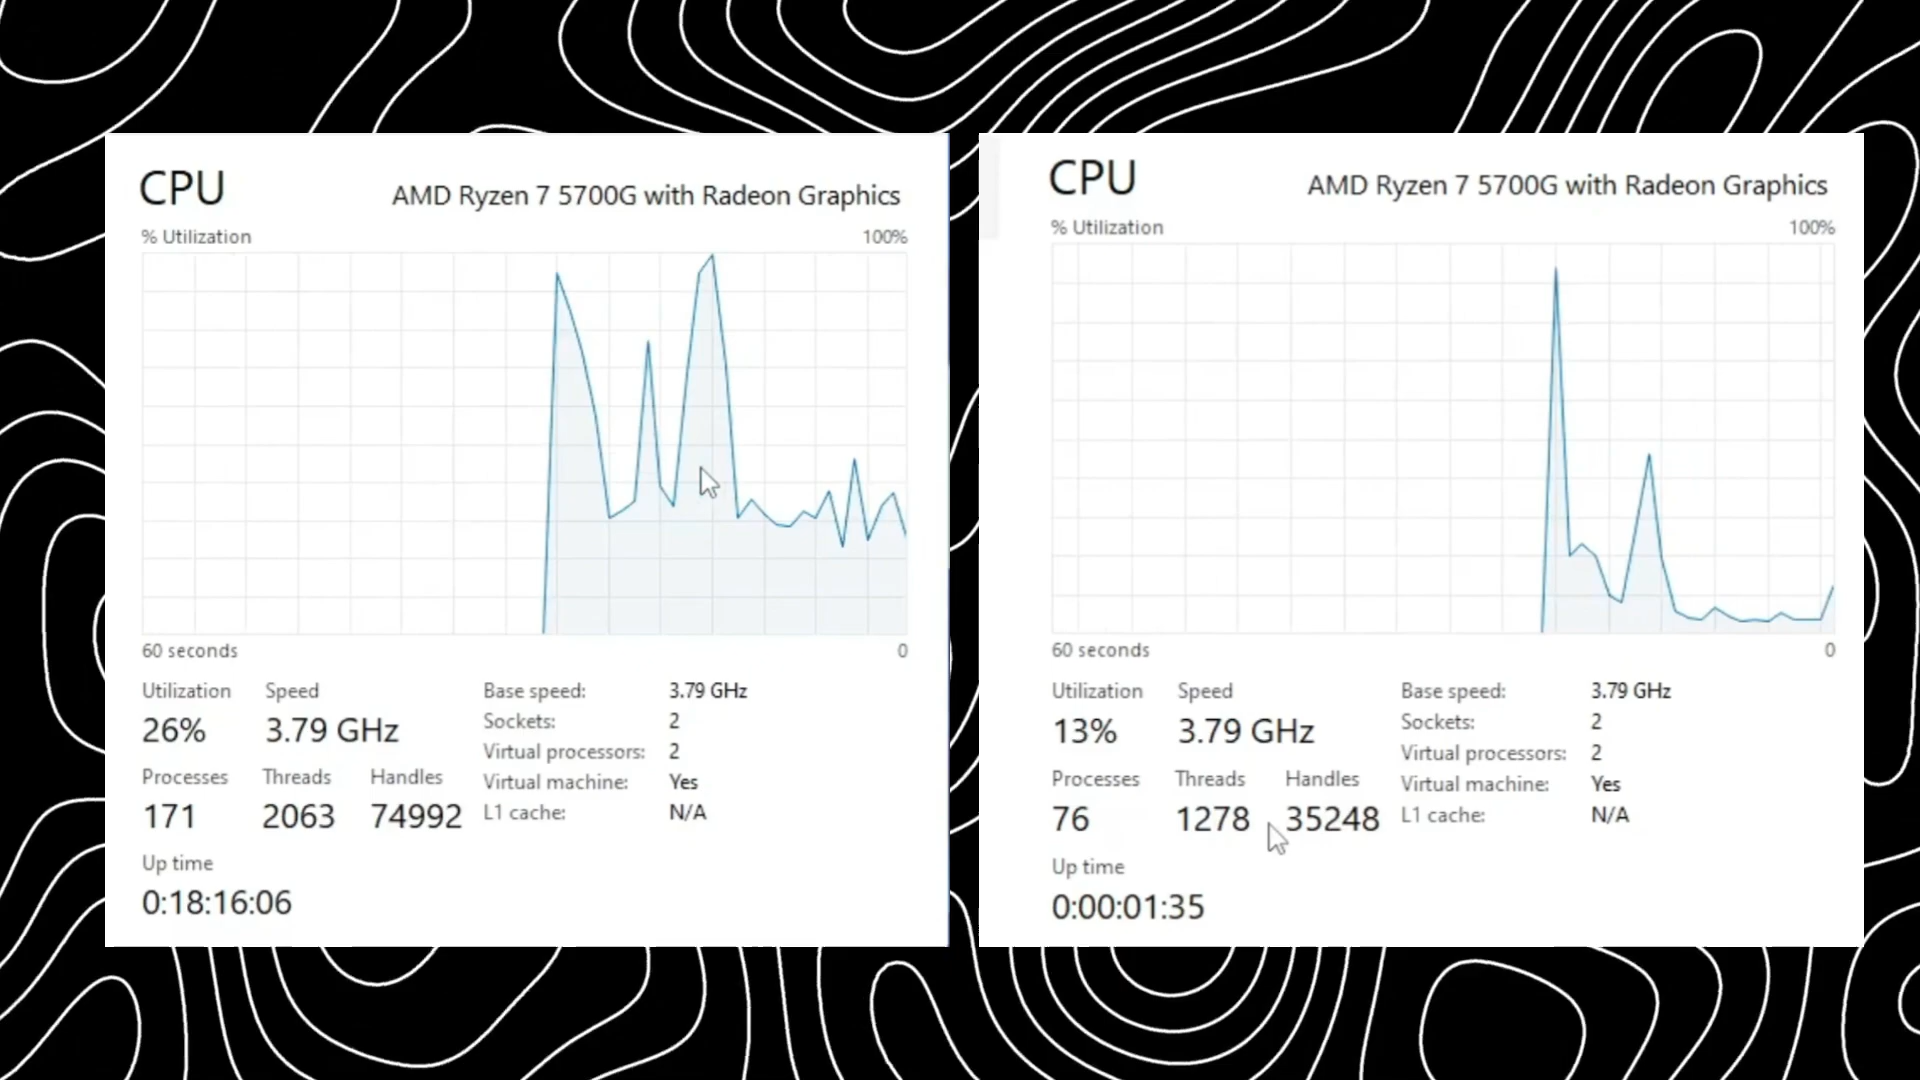 CPU
AMD Ryzen 7 5700G with Radeon Graphics
% Utilization
100%
60 seconds
0
Utilization Speed
26% 3.79 GHz
Processes Threads Handles
171 2063 74992
Up time
0:18:16:06
Base speed: 3.79 GHz
Sockets: 2
Virtual processors: 2
Virtual machine: Yes
L1 cache: N/A
CPU
AMD Ryzen 7 5700G with Radeon Graphics
% Utilization
100%
60 seconds
0
Utilization Speed
13% 3.79 GHz
Processes Threads Handles
76 1278 35248
Up time
0:00:01:35
Base speed: 3.79 GHz
Sockets: 2
Virtual processors: 2
Virtual machine: Yes
L1 cache: N/A